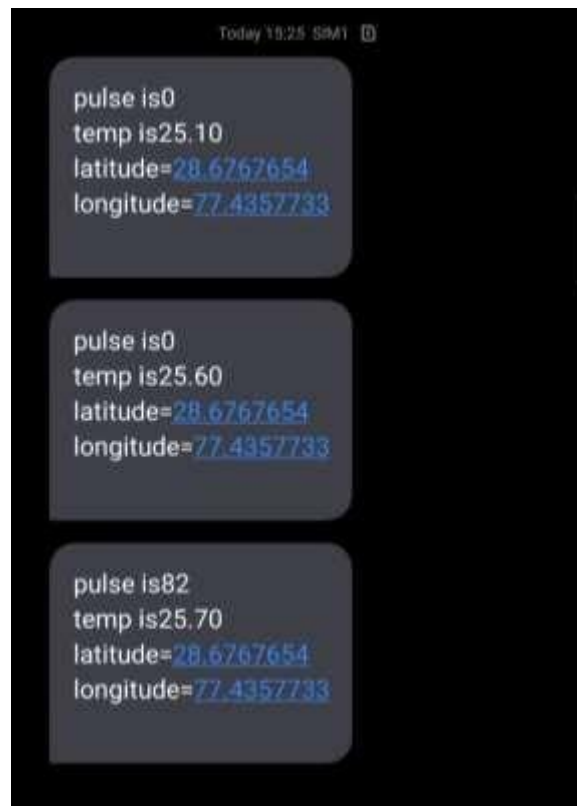 Today 15:25 SIM1
pulse is0
temp is25.10
latitude=28.6767654
longitude=77.4357733
pulse is0
temp is25.60
latitude=28.6767654
longitude=77.4357733
pulse is82
temp is25.70
latitude=28.6767654
longitude=77.4357733